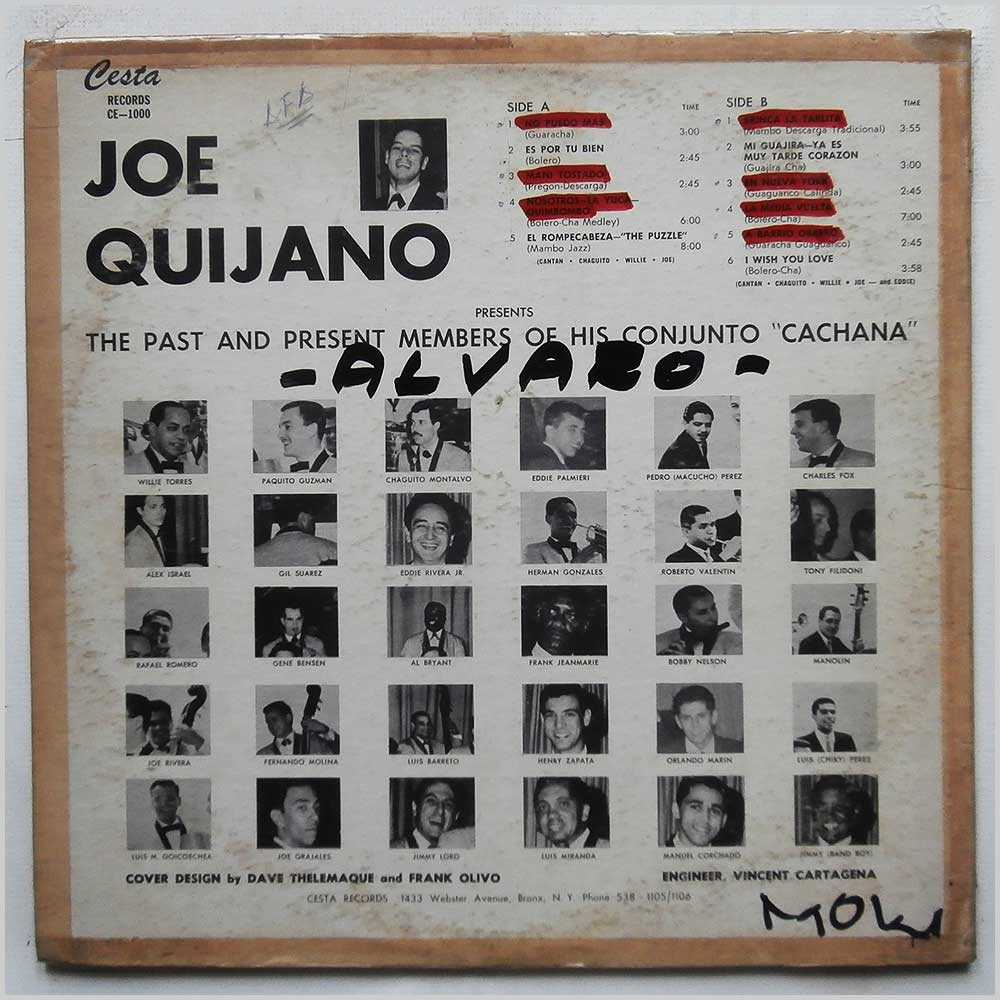 Cesta
RECORDS
CE-1000
JOE
QUIJANO
SIDE A TIME
1 NO PUEDO MAS
(Guaracha) 3:00
2 ES POR TU BIEN
(Bolero) 2:45
3 MANI TOSTADO
(Pregon-Descarga) 2:45
4 NOSOTROS—LA YUCA—
QUIMBOMBO
(Bolero-Cha Medley) 6:00
5 EL ROMPECABEZA—"THE PUZZLE"
(Mambo Jazz) 8:00
(CANTAN • CHAGUITO • WILLIE • JOE)
SIDE B TIME
1 BRINCA LA TABLITA
(Mambo Descarga Tradicional) 3:55
2 MI GUAJIRA—YA ES
MUY TARDE CORAZON
(Guajira Cha) 3:00
3 EN NUEVA YORK
(Guaguanco Calinda) 2:45
4 LA MEDIA VUELTA
(Bolero-Cha) 7:00
5 A BARRIO OBRERO
(Guaracha Guaguanco) 2:45
6 I WISH YOU LOVE
(Bolero-Cha) 3:58
(CANTAN • CHAGUITO • WILLIE • JOE — and EDDIE)
PRESENTS
THE PAST AND PRESENT MEMBERS OF HIS CONJUNTO "CACHANA"
-ALVARO-
WILLIE TORRES
PAQUITO GUZMAN
CHAGUITO MONTALVO
EDDIE PALMIERI
PEDRO (MACUCHO) PEREZ
CHARLES FOX
ALEX ISRAEL
GIL SUAREZ
EDDIE RIVERA JR.
HERMAN GONZALES
ROBERTO VALENTIN
TONY FILIDONI
RAFAEL ROMERO
GENE BENSEN
AL BRYANT
FRANK JEANMARIE
BOBBY NELSON
MANOLIN
JOE RIVERA
FERNANDO MOLINA
LUIS BARRETO
HENRY ZAPATA
ORLANDO MARIN
LUIS (CHIKY) PEREZ
LUIS M. GOICOECHEA
JOE GRAJALES
JIMMY LORD
LUIS MIRANDA
MANUEL CORCHADO
JIMMY (BAND BOY)
COVER DESIGN by DAVE THELEMAQUE and FRANK OLIVO
ENGINEER, VINCENT CARTAGENA
CESTA RECORDS 1433 Webster Avenue, Bronx, N. Y. Phone 538 - 1105/1106